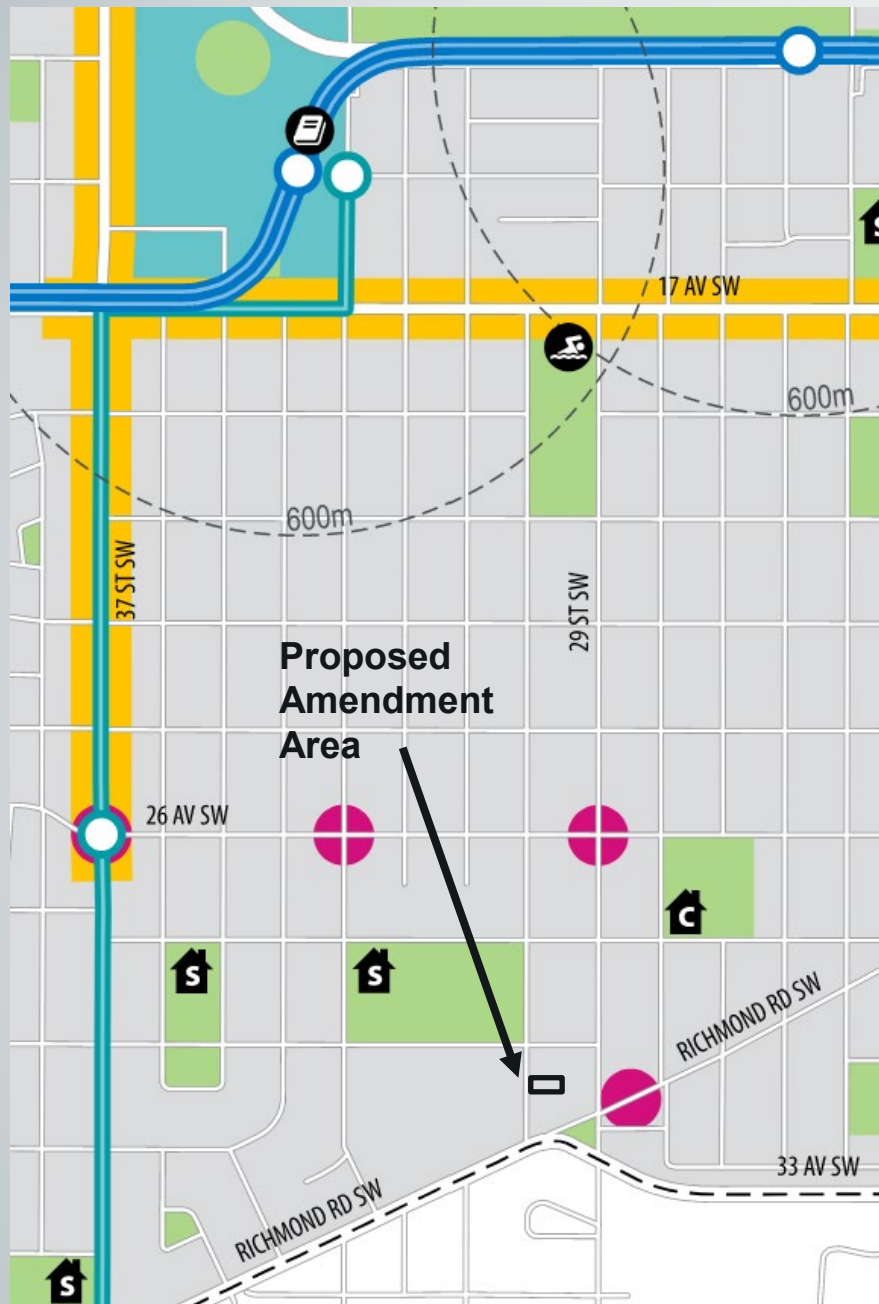 S
17 AV SW
600m
600m
37 ST SW
29 ST SW
Proposed
Amendment
Area
26 AV SW
C
S
S
RICHMOND RD SW
33 AV SW
RICHMOND RD SW
S